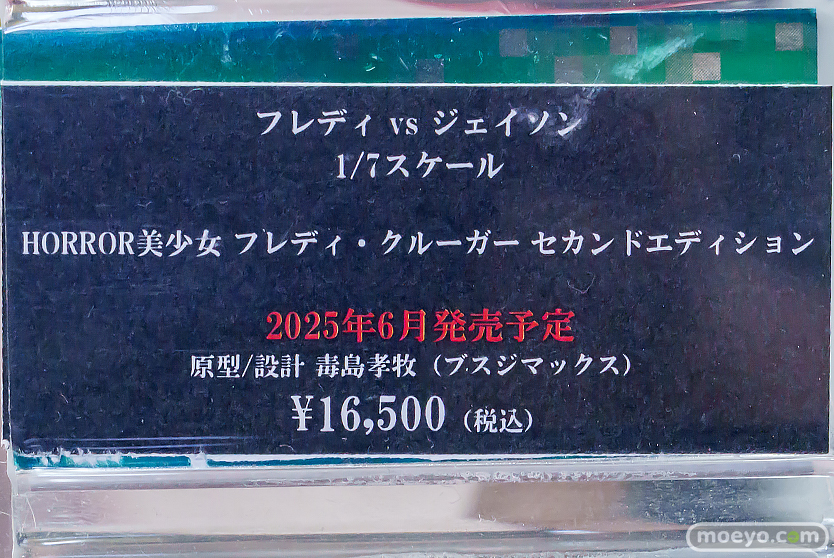 フレディ vs ジェイソン
1/7スケール
HORROR美少女 フレディ・クルーガー セカンドエディション
2025年6月発売予定
原型/設計 毒島孝牧（ブスジマックス）
¥16,500（税込）
moeyo.com